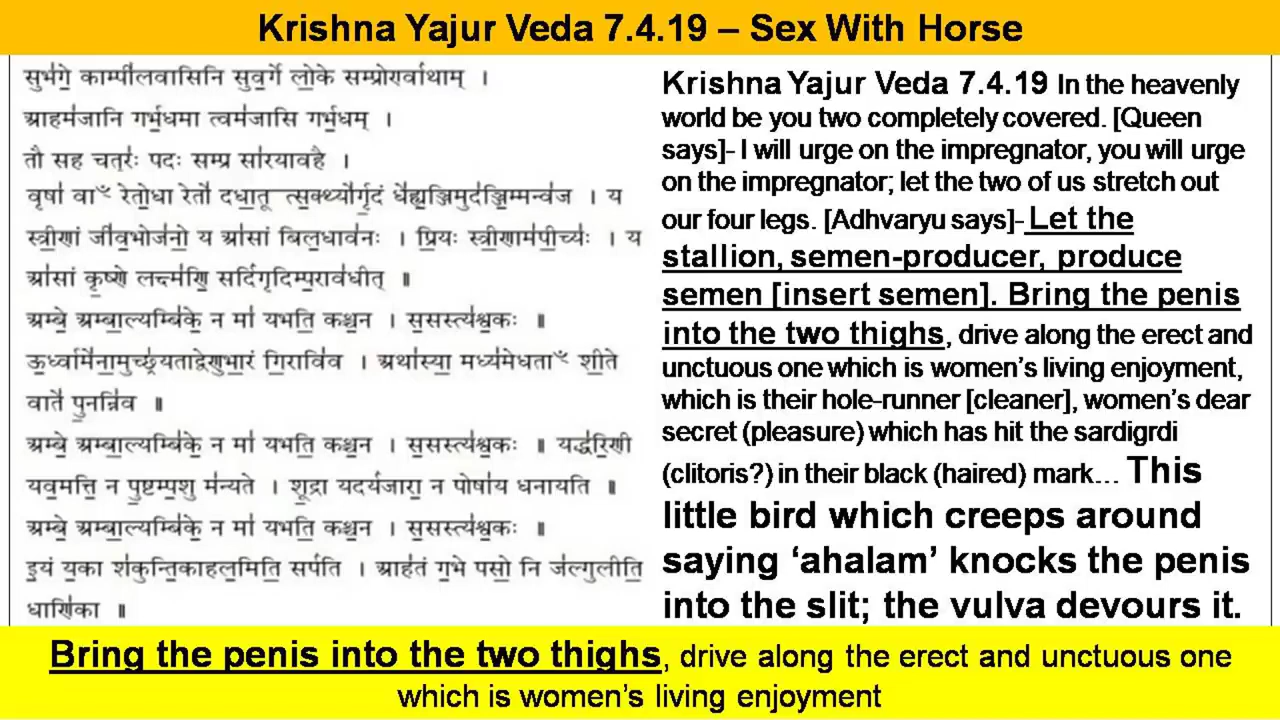 Krishna Yajur Veda 7.4.19 – Sex With Horse
सुभ॑गे॒ काम्पी॑लवासिनि सुव॒र्गे लो॒के सम्प्रोर्ण्वा॑थाम् ।
आहम॑जानि गर्भ॒धमा त्वम॑जासि गर्भ॒धम् ।
तौ सह चतुरः॑ पदः सम्प्र सा॑रयावहै ।
वृषा॑ वाꣳ रेतो॒धा रेतो॑ दधा॒तू त्स॒क्थ्यो॑र्गृ॒दं धे॑ह्य॒ञ्जिमुद॑ञ्जि॒मन्व॑ज । य
स्त्री॒णां जी॑व॒भोज॑नो॒ य आ॑सां बिल॒धाव॑नः । प्रि॒यः स्त्री॒णाम॑पी॒च्यः॑ । य
आ॑सां कृ॒ष्णे लक्ष्म॑णि॒ सर्दिगृदिम्प॒राव॑धीत् ॥
अम्बे॒ अम्बा॒ल्यम्बि॑के॒ न मा॑ यभति॒ कश्च॒न । स॒सस्त्य॑श्व॒कः ॥
ऊ॒र्ध्वामे॑ना॒मुच्छ्र॑यताद्वेणुभा॒रं गि॒रावि॑व । अथा॑स्या॒ मध्य॑मेधताꣳ शी॒ते
वाते॑ पु॒नन्नि॑व ॥
अम्बे॒ अम्बा॒ल्यम्बि॑के॒ न मा॑ यभति॒ कश्च॒न । स॒सस्त्य॑श्व॒कः ॥ यद्ध॑रि॒णी
यव॒मत्ति॒ न पु॒ष्टम्प॒शु म॑न्यते । शू॒द्रा यदर्य॑जारा॒ न पोषा॑य धनायति ॥
अम्बे॒ अम्बा॒ल्यम्बि॑के॒ न मा॑ यभति॒ कश्च॒न । स॒सस्त्य॑श्व॒कः ॥
इ॒यं य॒का श॑कुन्ति॒काहल॒मिति॒ सर्प॑ति । आह॑तं ग॒भे पसो॒ नि ज॑ल्गुली॒ति
धाणि॑का ॥
Krishna Yajur Veda 7.4.19 In the heavenly
world be you two completely covered. [Queen
says]- I will urge on the impregnator, you will urge
on the impregnator; let the two of us stretch out
our four legs. [Adhvaryu says]- Let the
stallion, semen-producer, produce
semen [insert semen]. Bring the penis
into the two thighs, drive along the erect and
unctuous one which is women’s living enjoyment,
which is their hole-runner [cleaner], women’s dear
secret (pleasure) which has hit the sardigrdi
(clitoris?) in their black (haired) mark… This
little bird which creeps around
saying ‘ahalam’ knocks the penis
into the slit; the vulva devours it.
Bring the penis into the two thighs, drive along the erect and unctuous one
which is women’s living enjoyment